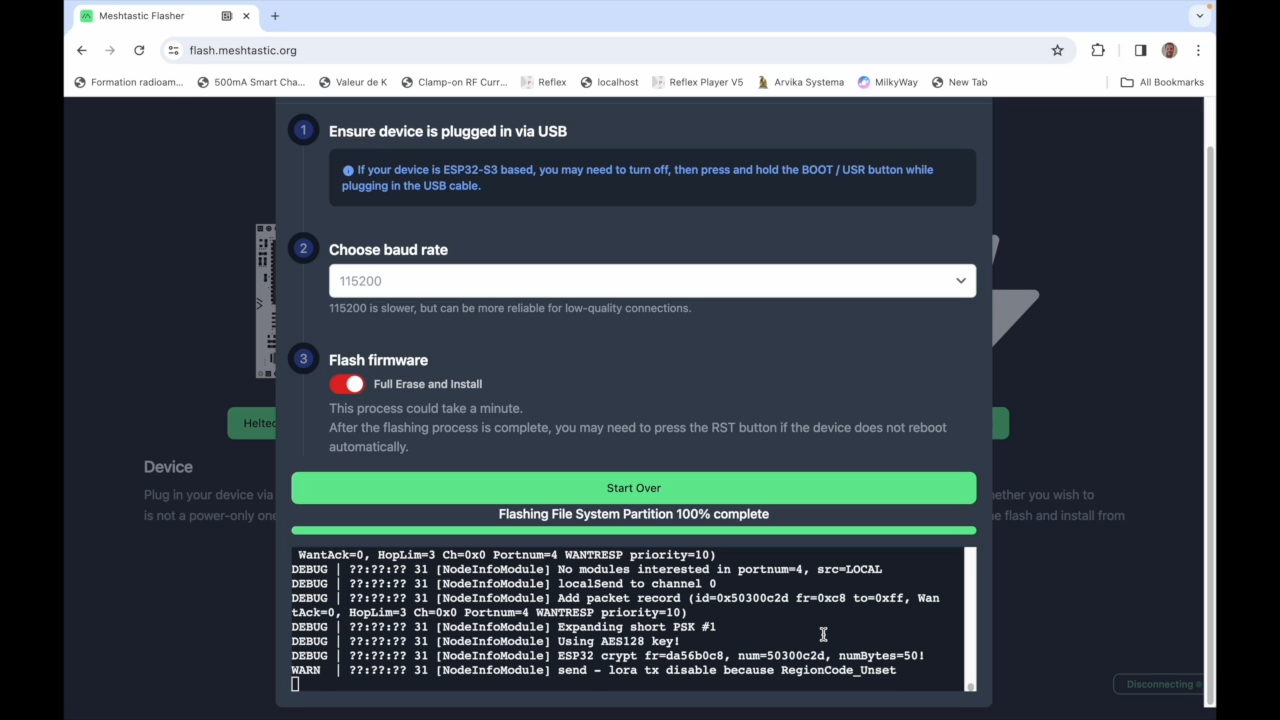 Meshtastic Flasher
flash.meshtastic.org
Formation radioam... 500mA Smart Cha... Valeur de K Clamp-on RF Curr... Reflex localhost Reflex Player V5 Arvika Systema MilkyWay New Tab All Bookmarks
1 Ensure device is plugged in via USB
If your device is ESP32-S3 based, you may need to turn off, then press and hold the BOOT / USR button while
plugging in the USB cable.
2 Choose baud rate
115200
115200 is slower, but can be more reliable for low-quality connections.
3 Flash firmware
Full Erase and Install
This process could take a minute.
After the flashing process is complete, you may need to press the RST button if the device does not reboot
automatically.
Heltec
Device
Plug in your device via
is not a power-only one
Start Over
Flashing File System Partition 100% complete
WantAck=0, HopLim=3 Ch=0x0 Portnum=4 WANTRESP priority=10)
DEBUG | ??:??:?? 31 [NodeInfoModule] No modules interested in portnum=4, src=LOCAL
DEBUG | ??:??:?? 31 [NodeInfoModule] localSend to channel 0
DEBUG | ??:??:?? 31 [NodeInfoModule] Add packet record (id=0x50300c2d fr=0xc8 to=0xff, Wan
tAck=0, HopLim=3 Ch=0x0 Portnum=4 WANTRESP priority=10)
DEBUG | ??:??:?? 31 [NodeInfoModule] Expanding short PSK #1
DEBUG | ??:??:?? 31 [NodeInfoModule] Using AES128 key!
DEBUG | ??:??:?? 31 [NodeInfoModule] ESP32 crypt fr=da56b0c8, num=50300c2d, numBytes=50!
WARN | ??:??:?? 31 [NodeInfoModule] send - lora tx disable because RegionCode_Unset
ether you wish to
e flash and install from
Disconnecting